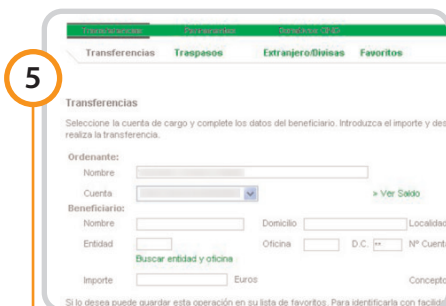 Transferencias Traspasos Extranjero/Divisas Favoritos
5
Transferencias
Seleccione la cuenta de cargo y complete los datos del beneficiario. Introduzca el importe y des
realiza la transferencia.
Ordenante:
Nombre
Cuenta » Ver Saldo
Beneficiario:
Nombre Domicilio Localidad
Entidad Oficina D.C. ** Nº Cuenta
Buscar entidad y oficina
Importe Euros Concepto
Si lo desea puede guardar esta operación en su lista de favoritos. Para identificarla con facilidad